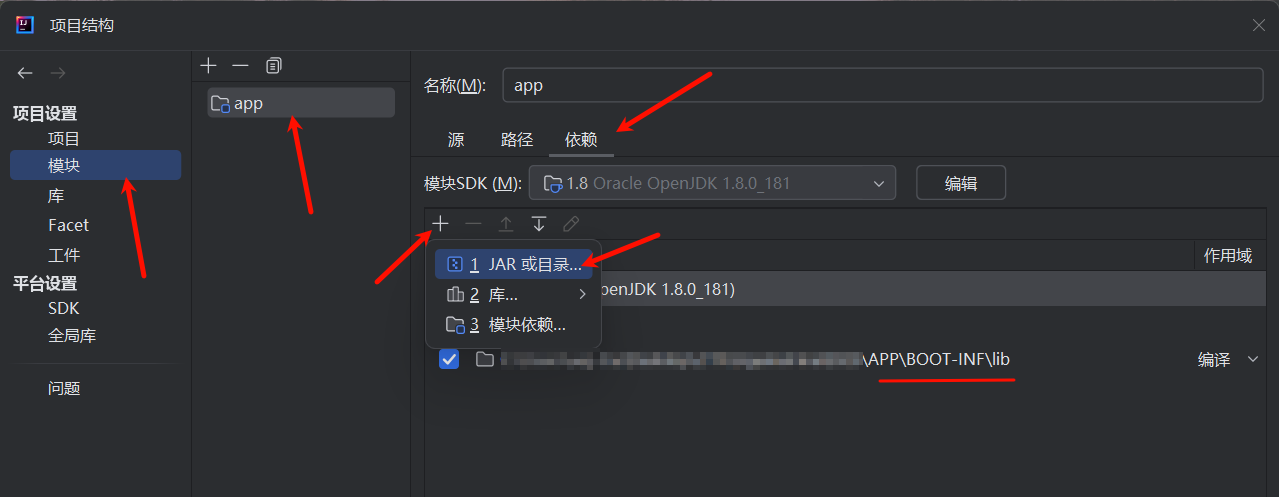 项目结构
项目设置
项目
模块
库
Facet
工件
平台设置
SDK
全局库
问题
app
名称(M):
app
源 路径 依赖
模块SDK (M): 1.8 Oracle OpenJDK 1.8.0_181
编辑
作用域
1 JAR 或目录...
2 库...
3 模块依赖...
penJDK 1.8.0_181)
\APP\BOOT-INF\lib
编译